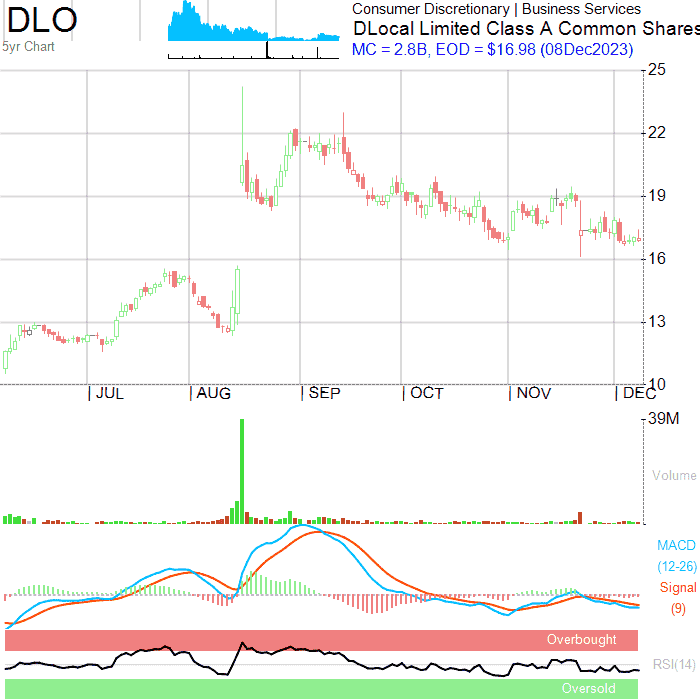 DLO
5yr Chart
Consumer Discretionary | Business Services
DLocal Limited Class A Common Shares
MC = 2.8B, EOD = $16.98 (08Dec2023)
25
22
19
16
13
10
JUL AUG SEP OCT NOV DEC
39M
Volume
MACD
(12-26)
Signal
(9)
Overbought
RSI(14)
Oversold